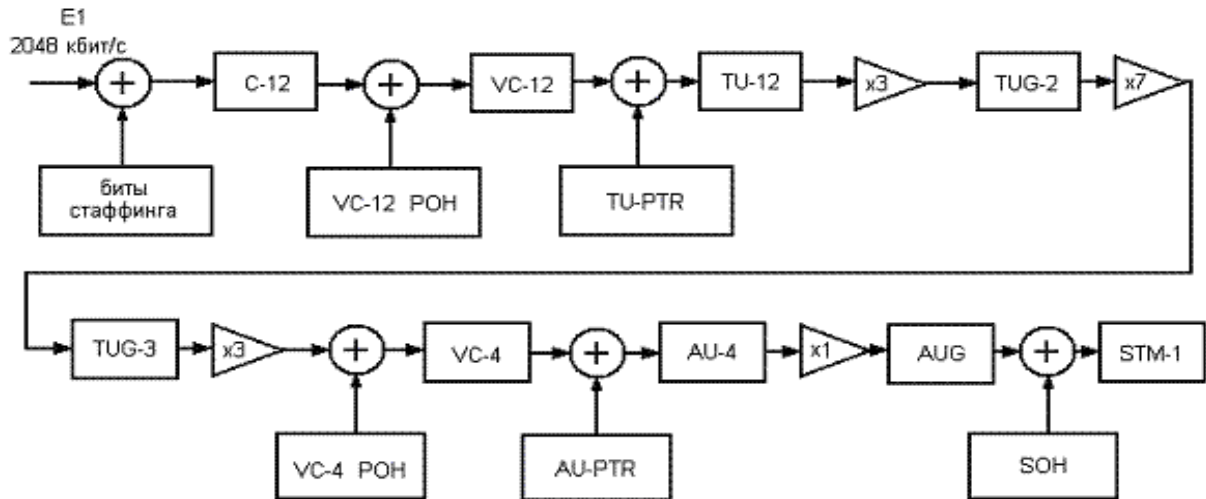 E1
2048 кбит/с
C-12
VC-12
TU-12
x3
TUG-2
x7
биты
стаффинга
VC-12 POH
TU-PTR
TUG-3
x3
VC-4
AU-4
x1
AUG
STM-1
VC-4 POH
AU-PTR
SOH